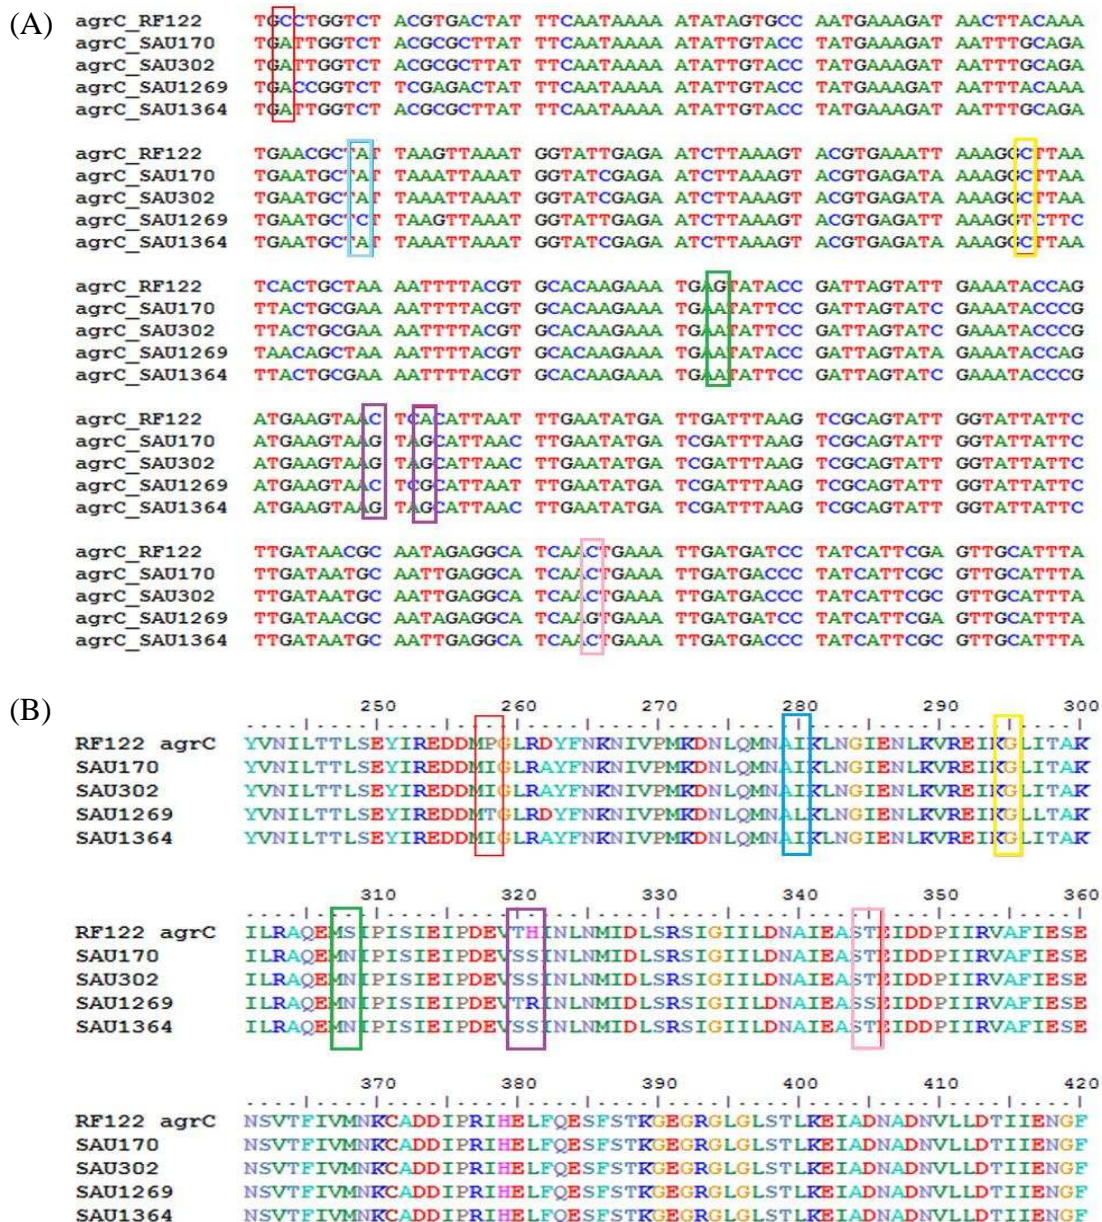 (A)
agrC_RF122 TGCCTGGTCT ACGTGACTAT TTCAATAAAA ATATAGTGCC AATGAAAGAT AACTTACAAA
agrC_SAU170 TGATTGGTCT ACGCGCTTAT TTCAATAAAA ATATTGTACC TATGAAAGAT AATTTGCAGA
agrC_SAU302 TGATTGGTCT ACGCGCTTAT TTCAATAAAA ATATTGTACC TATGAAAGAT AATTTGCAGA
agrC_SAU1269 TGACCGGTCT TCGAGACTAT TTCAATAAAA ATATTGTACC TATGAAAGAT AATTTACAAA
agrC_SAU1364 TGATTGGTCT ACGCGCTTAT TTCAATAAAA ATATTGTACC TATGAAAGAT AATTTGCAGA
agrC_RF122 TGAACGCTAT TAAGTTAAAT GGTATTGAGA ATCTTAAAGT ACGTGAAATT AAAGGCTTAA
agrC_SAU170 TGAATGCTAT TAAATTAAAT GGTATCGAGA ATCTTAAAGT ACGTGAGATA AAAGGCTTAA
agrC_SAU302 TGAATGCTAT TAAATTAAAT GGTATCGAGA ATCTTAAAGT ACGTGAGATA AAAGGCTTAA
agrC_SAU1269 TGAATGCTCT TAAGTTAAAT GGTATTGAGA ATCTTAAAGT ACGTGAGATT AAAGGTCTTC
agrC_SAU1364 TGAATGCTAT TAAATTAAAT GGTATCGAGA ATCTTAAAGT ACGTGAGATA AAAGGCTTAA
agrC_RF122 TCACTGCTAA AATTTTACGT GCACAAGAAA TGAGTATACC GATTAGTATT GAAATACCAG
agrC_SAU170 TTACTGCGAA AATTTTACGT GCACAAGAAA TGAATATTCC GATTAGTATC GAAATACCCG
agrC_SAU302 TTACTGCGAA AATTTTACGT GCACAAGAAA TGAATATTCC GATTAGTATC GAAATACCCG
agrC_SAU1269 TAACAGCTAA AATTTTACGT GCACAAGAAA TGAATATACC GATTAGTATA GAAATACCAG
agrC_SAU1364 TTACTGCGAA AATTTTACGT GCACAAGAAA TGAATATTCC GATTAGTATC GAAATACCCG
agrC_RF122 ATGAAGTAAC TCACATTAAT TTGAATATGA TTGATTTAAG TCGCAGTATT GGTATTATTC
agrC_SAU170 ATGAAGTAAG TAGCATTAAC TTGAATATGA TCGATTTAAG TCGCAGTATT GGTATTATTC
agrC_SAU302 ATGAAGTAAG TAGCATTAAC TTGAATATGA TCGATTTAAG TCGCAGTATT GGTATTATTC
agrC_SAU1269 ATGAAGTAAC TCGCATTAAT TTGAATATGA TCGATTTAAG TCGCAGTATT GGTATTATTC
agrC_SAU1364 ATGAAGTAAG TAGCATTAAC TTGAATATGA TCGATTTAAG TCGCAGTATT GGTATTATTC
agrC_RF122 TTGATAACGC AATAGAGGCA TCAACTGAAA TTGATGATCC TATCATTCGA GTTGCATTTA
agrC_SAU170 TTGATAATGC AATTGAGGCA TCAACTGAAA TTGATGACCC TATCATTCGC GTTGCATTTA
agrC_SAU302 TTGATAATGC AATTGAGGCA TCAACTGAAA TTGATGACCC TATCATTCGC GTTGCATTTA
agrC_SAU1269 TTGATAACGC AATAGAGGCA TCAAGTGAAA TTGATGATCC TATCATTCGA GTTGCATTTA
agrC_SAU1364 TTGATAATGC AATTGAGGCA TCAACTGAAA TTGATGACCC TATCATTCGC GTTGCATTTA
(B)
250 260 270 280 290 300
RF122 agrC YVNILTTLSEYIREDDMPGLRDYFNKNIVPMKDNLQMNAIKLNGIENLKVREIKGLITAK
SAU170 YVNILTTLSEYIREDDMIGLRAYFNKNIVPMKDNLQMNAIKLNGIENLKVREIKGLITAK
SAU302 YVNILTTLSEYIREDDMIGLRAYFNKNIVPMKDNLQMNAIKLNGIENLKVREIKGLITAK
SAU1269 YVNILTTLSEYIREDDMTGLRDYFNKNIVPMKDNLQMNALKLNGIENLKVREIKGLLTAK
SAU1364 YVNILTTLSEYIREDDMIGLRAYFNKNIVPMKDNLQMNAIKLNGIENLKVREIKGLITAK
310 320 330 340 350 360
RF122 agrC ILRAQEMSIPISIEIPDEVTHINLNMIDLSRSIGIILDNAIEASTEIDDPIIRVAFIESE
SAU170 ILRAQEMNIPISIEIPDEVSSINLNMIDLSRSIGIILDNAIEASTEIDDPIIRVAFIESE
SAU302 ILRAQEMNIPISIEIPDEVSSINLNMIDLSRSIGIILDNAIEASTEIDDPIIRVAFIESE
SAU1269 ILRAQEMNIPISIEIPDEVTRINLNMIDLSRSIGIILDNAIEASSEIDDPIIRVAFIESE
SAU1364 ILRAQEMNIPISIEIPDEVSSINLNMIDLSRSIGIILDNAIEASTEIDDPIIRVAFIESE
370 380 390 400 410 420
RF122 agrC NSVTFIVMNKCADDIPRIHELFQESFSTKGEGRGLGLSTLKEIADNADNVLLDTIIENGF
SAU170 NSVTFIVMNKCADDIPRIHELFQESFSTKGEGRGLGLSTLKEIADNADNVLLDTIIENGF
SAU302 NSVTFIVMNKCADDIPRIHELFQESFSTKGEGRGLGLSTLKEIADNADNVLLDTIIENGF
SAU1269 NSVTFIVMNKCADDIPRIHELFQESFSTKGEGRGLGLSTLKEIADNADNVLLDTIIENGF
SAU1364 NSVTFIVMNKCADDIPRIHELFQESFSTKGEGRGLGLSTLKEIADNADNVLLDTIIENGF